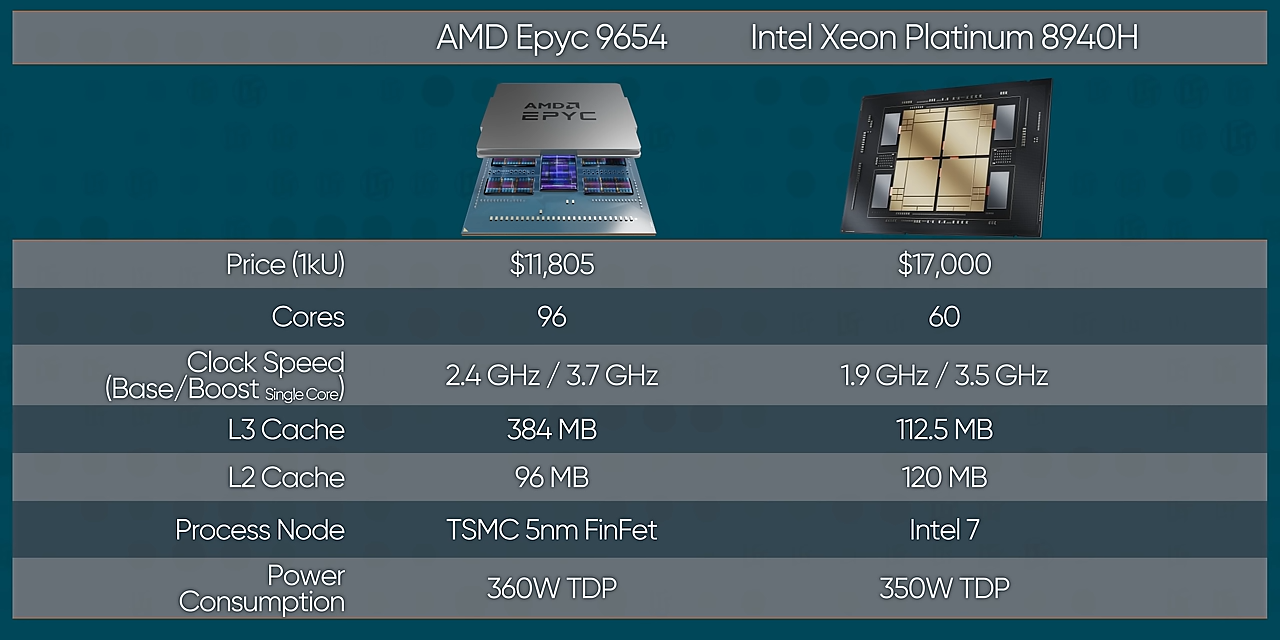 AMD Epyc 9654 Intel Xeon Platinum 8940H
AMD
EPYC
Price (1kU) $11,805 $17,000
Cores 96 60
Clock Speed
(Base/Boost Single Core) 2.4 GHz / 3.7 GHz 1.9 GHz / 3.5 GHz
L3 Cache 384 MB 112.5 MB
L2 Cache 96 MB 120 MB
Process Node TSMC 5nm FinFet Intel 7
Power
Consumption 360W TDP 350W TDP